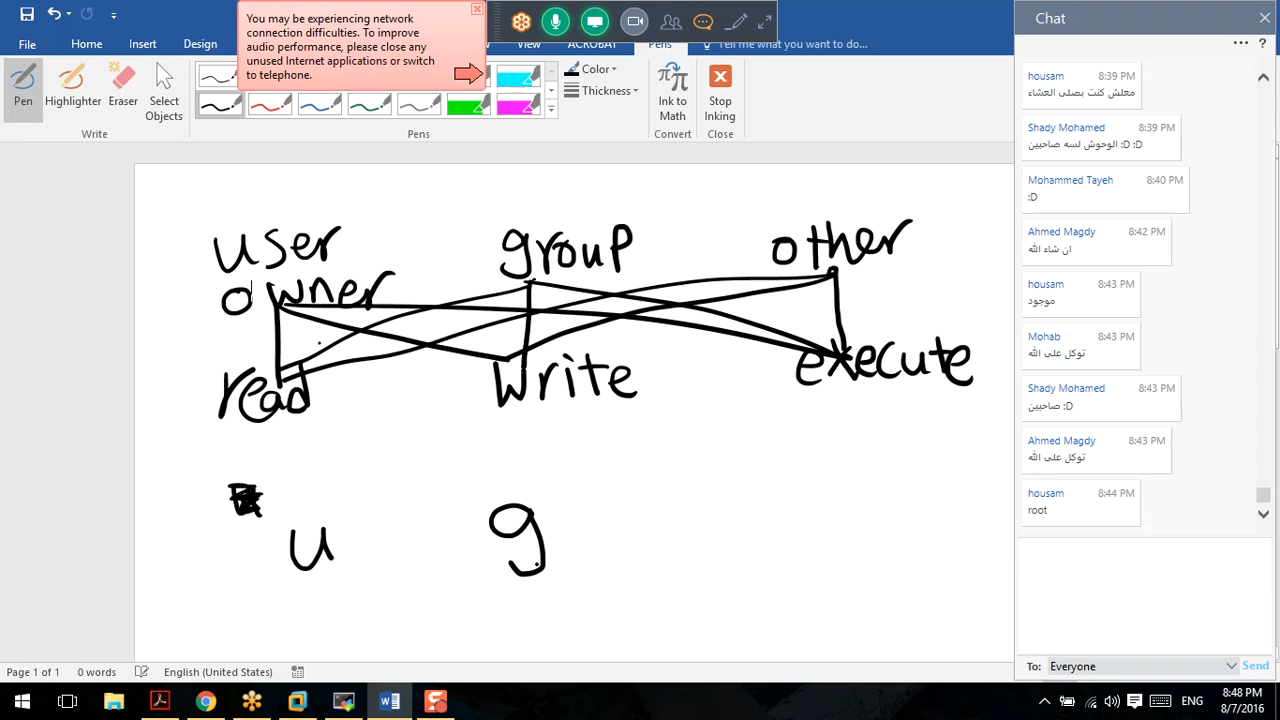 You may be experiencing network
connection difficulties. To improve
audio performance, please close any
unused Internet applications or switch
to telephone.
File
Home
Insert
Design
ACROBAT
Pens
Tell me what you want to do...
Pen
Highlighter
Eraser
Select
Objects
Write
Pens
Color
Thickness
Ink to
Math
Convert
Stop
Inking
Close
user group other
owner
read write execute
u g
Chat
housam 8:39 PM
معلش كنت بصلى العشاء
Shady Mohamed 8:39 PM
الوحوش لسه صاحيين :D :D
Mohammed Tayeh 8:40 PM
:D
Ahmed Magdy 8:42 PM
ان شاء الله
housam 8:43 PM
موجود
Mohab 8:43 PM
توكل على الله
Shady Mohamed 8:43 PM
صاحيين :D
Ahmed Magdy 8:43 PM
توكل على الله
housam 8:44 PM
root
To: Everyone Send
Page 1 of 1 0 words English (United States)
ENG
8:48 PM
8/7/2016